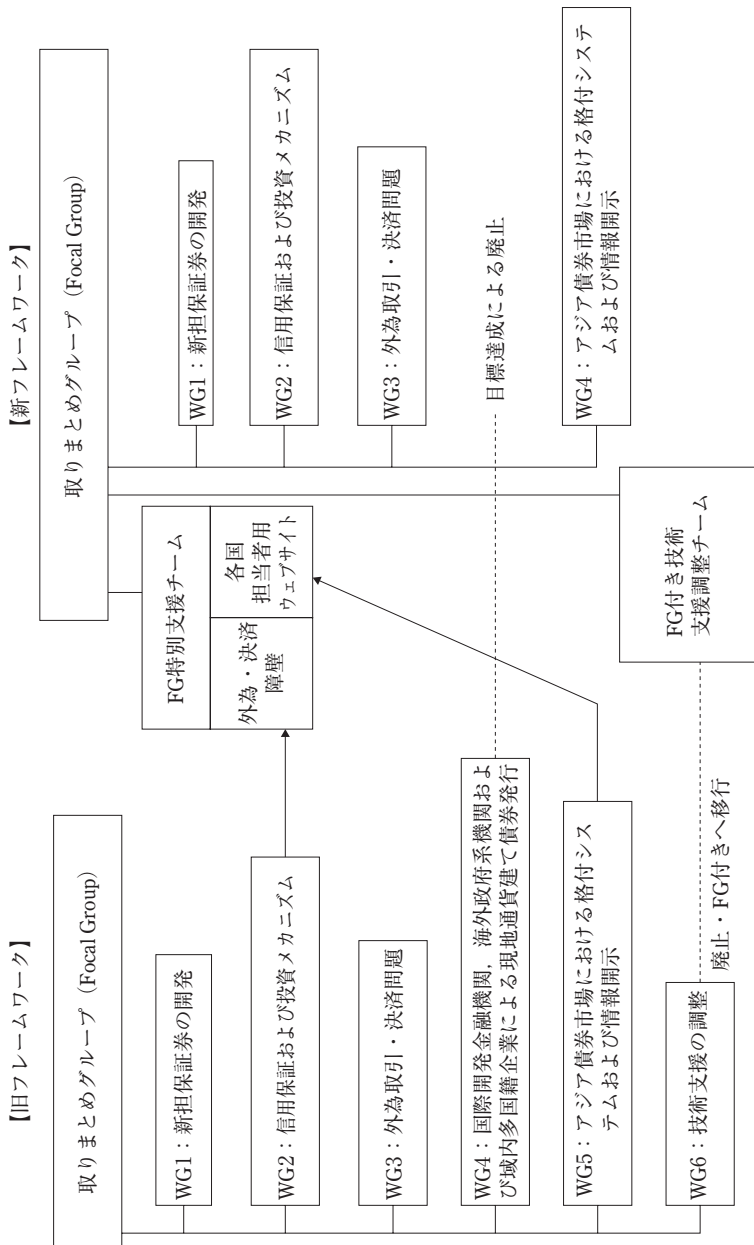 【旧フレームワーク】
取りまとめグループ（Focal Group）
WG1：新担保証券の開発
WG2：信用保証および投資メカニズム
WG3：外為取引・決済問題
WG4：国際開発金融機関，海外政府系機関およ
び域内多国籍企業による現地通貨建て債券発行
WG5：アジア債券市場における格付シス
テムおよび情報開示
WG6：技術支援の調整
廃止・FG付きへ移行
目標達成による廃止
【新フレームワーク】
取りまとめグループ（Focal Group）
FG特別支援チーム
外為・決済
障壁
各国
担当者用
ウェブサイト
WG1：新担保証券の開発
WG2：信用保証および投資メカニズム
WG3：外為取引・決済問題
WG4：アジア債券市場における格付システ
ムおよび情報開示
FG付き技術
支援調整チーム